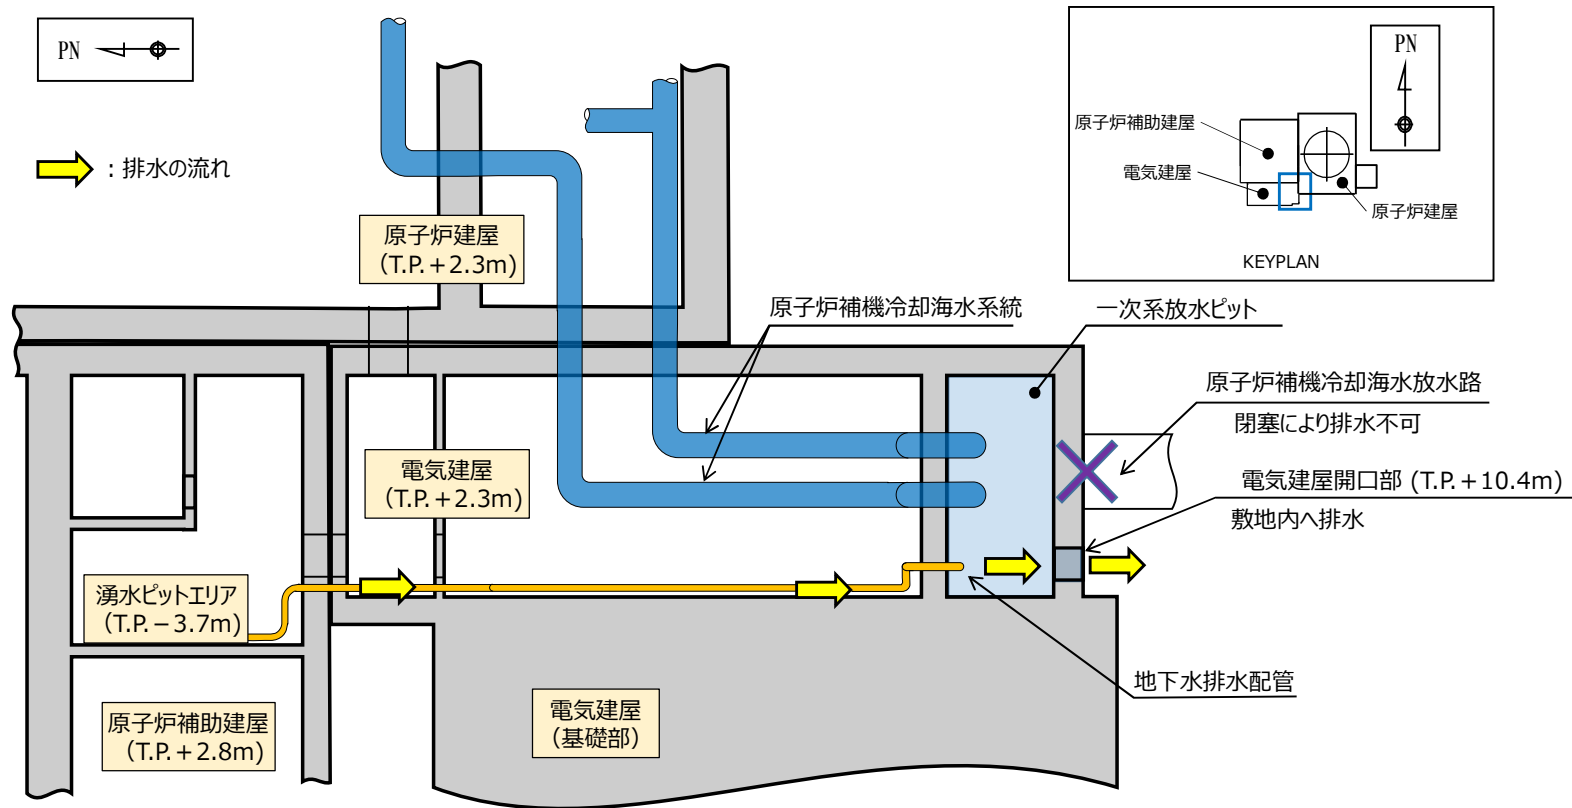 PN
：排水の流れ
原子炉建屋
（T.P.＋2.3m）
原子炉補機冷却海水系統
一次系放水ピット
PN
原子炉補助建屋
電気建屋
原子炉建屋
KEYPLAN
原子炉補機冷却海水放水路
閉塞により排水不可
電気建屋
（T.P.＋2.3m）
電気建屋開口部 (T.P.＋10.4m)
敷地内へ排水
湧水ピットエリア
（T.P.－3.7m）
地下水排水配管
原子炉補助建屋
（T.P.＋2.8m）
電気建屋
（基礎部）